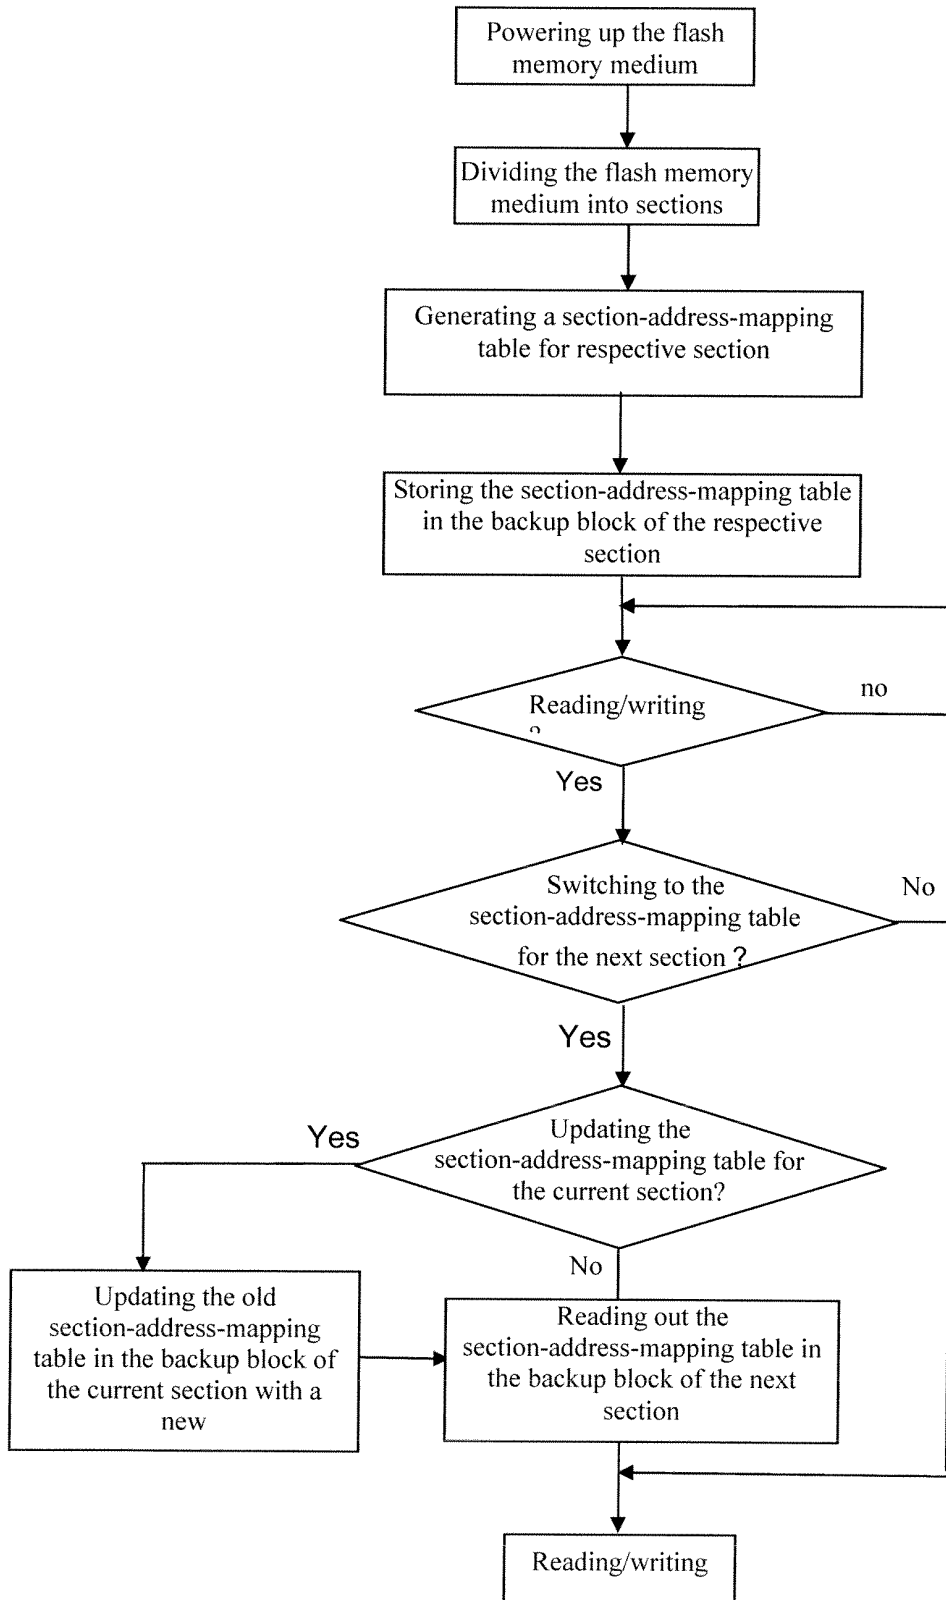 Powering up the flash
memory medium
Dividing the flash memory
medium into sections
Generating a section-address-mapping
table for respective section
Storing the section-address-mapping table
in the backup block of the respective
section
no
Reading/writing
?
Yes
Switching to the
No
section-address-mapping table
for the next section ?
Yes
Updating the
Yes
section-address-mapping table for
the current section?
No
Updating the old
section-address-mapping
table in the backup block of
the current section with a
new
Reading out the
section-address-mapping table in
the backup block of the next
section
Reading/writing